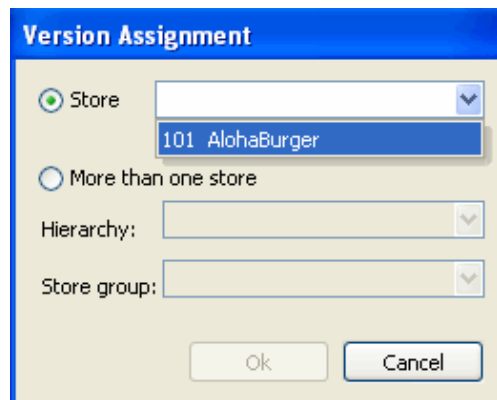 Version Assignment
Store
101 AlohaBurger
More than one store
Hierarchy:
Store group:
Ok Cancel